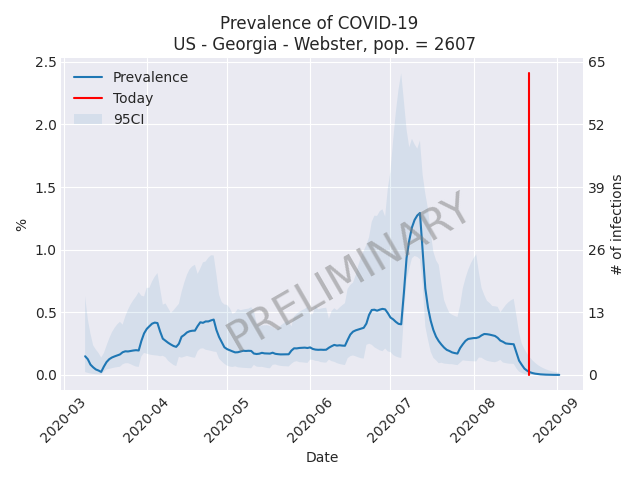 Prevalence of COVID-19
US - Georgia - Webster, pop. = 2607
2.5
2.0
1.5
1.0
0.5
0.0
%
Prevalence
Today
95CI
PRELIMINARY
65
52
39
26
13
0
# of infections
2020-03
2020-04
2020-05
2020-06
2020-07
2020-08
2020-09
Date